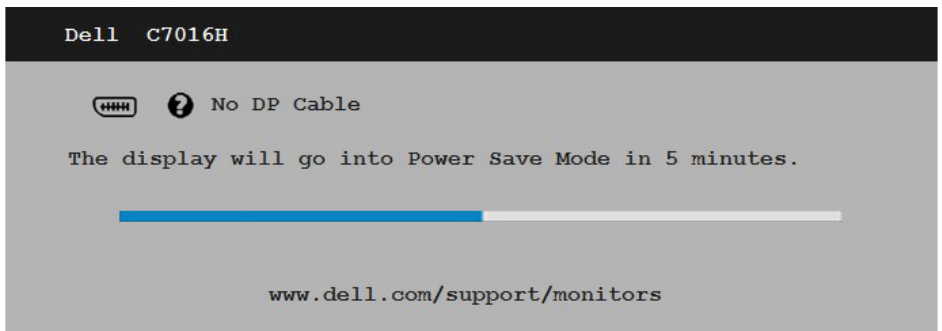 Dell C7016H
No DP Cable
The display will go into Power Save Mode in 5 minutes.
www.dell.com/support/monitors